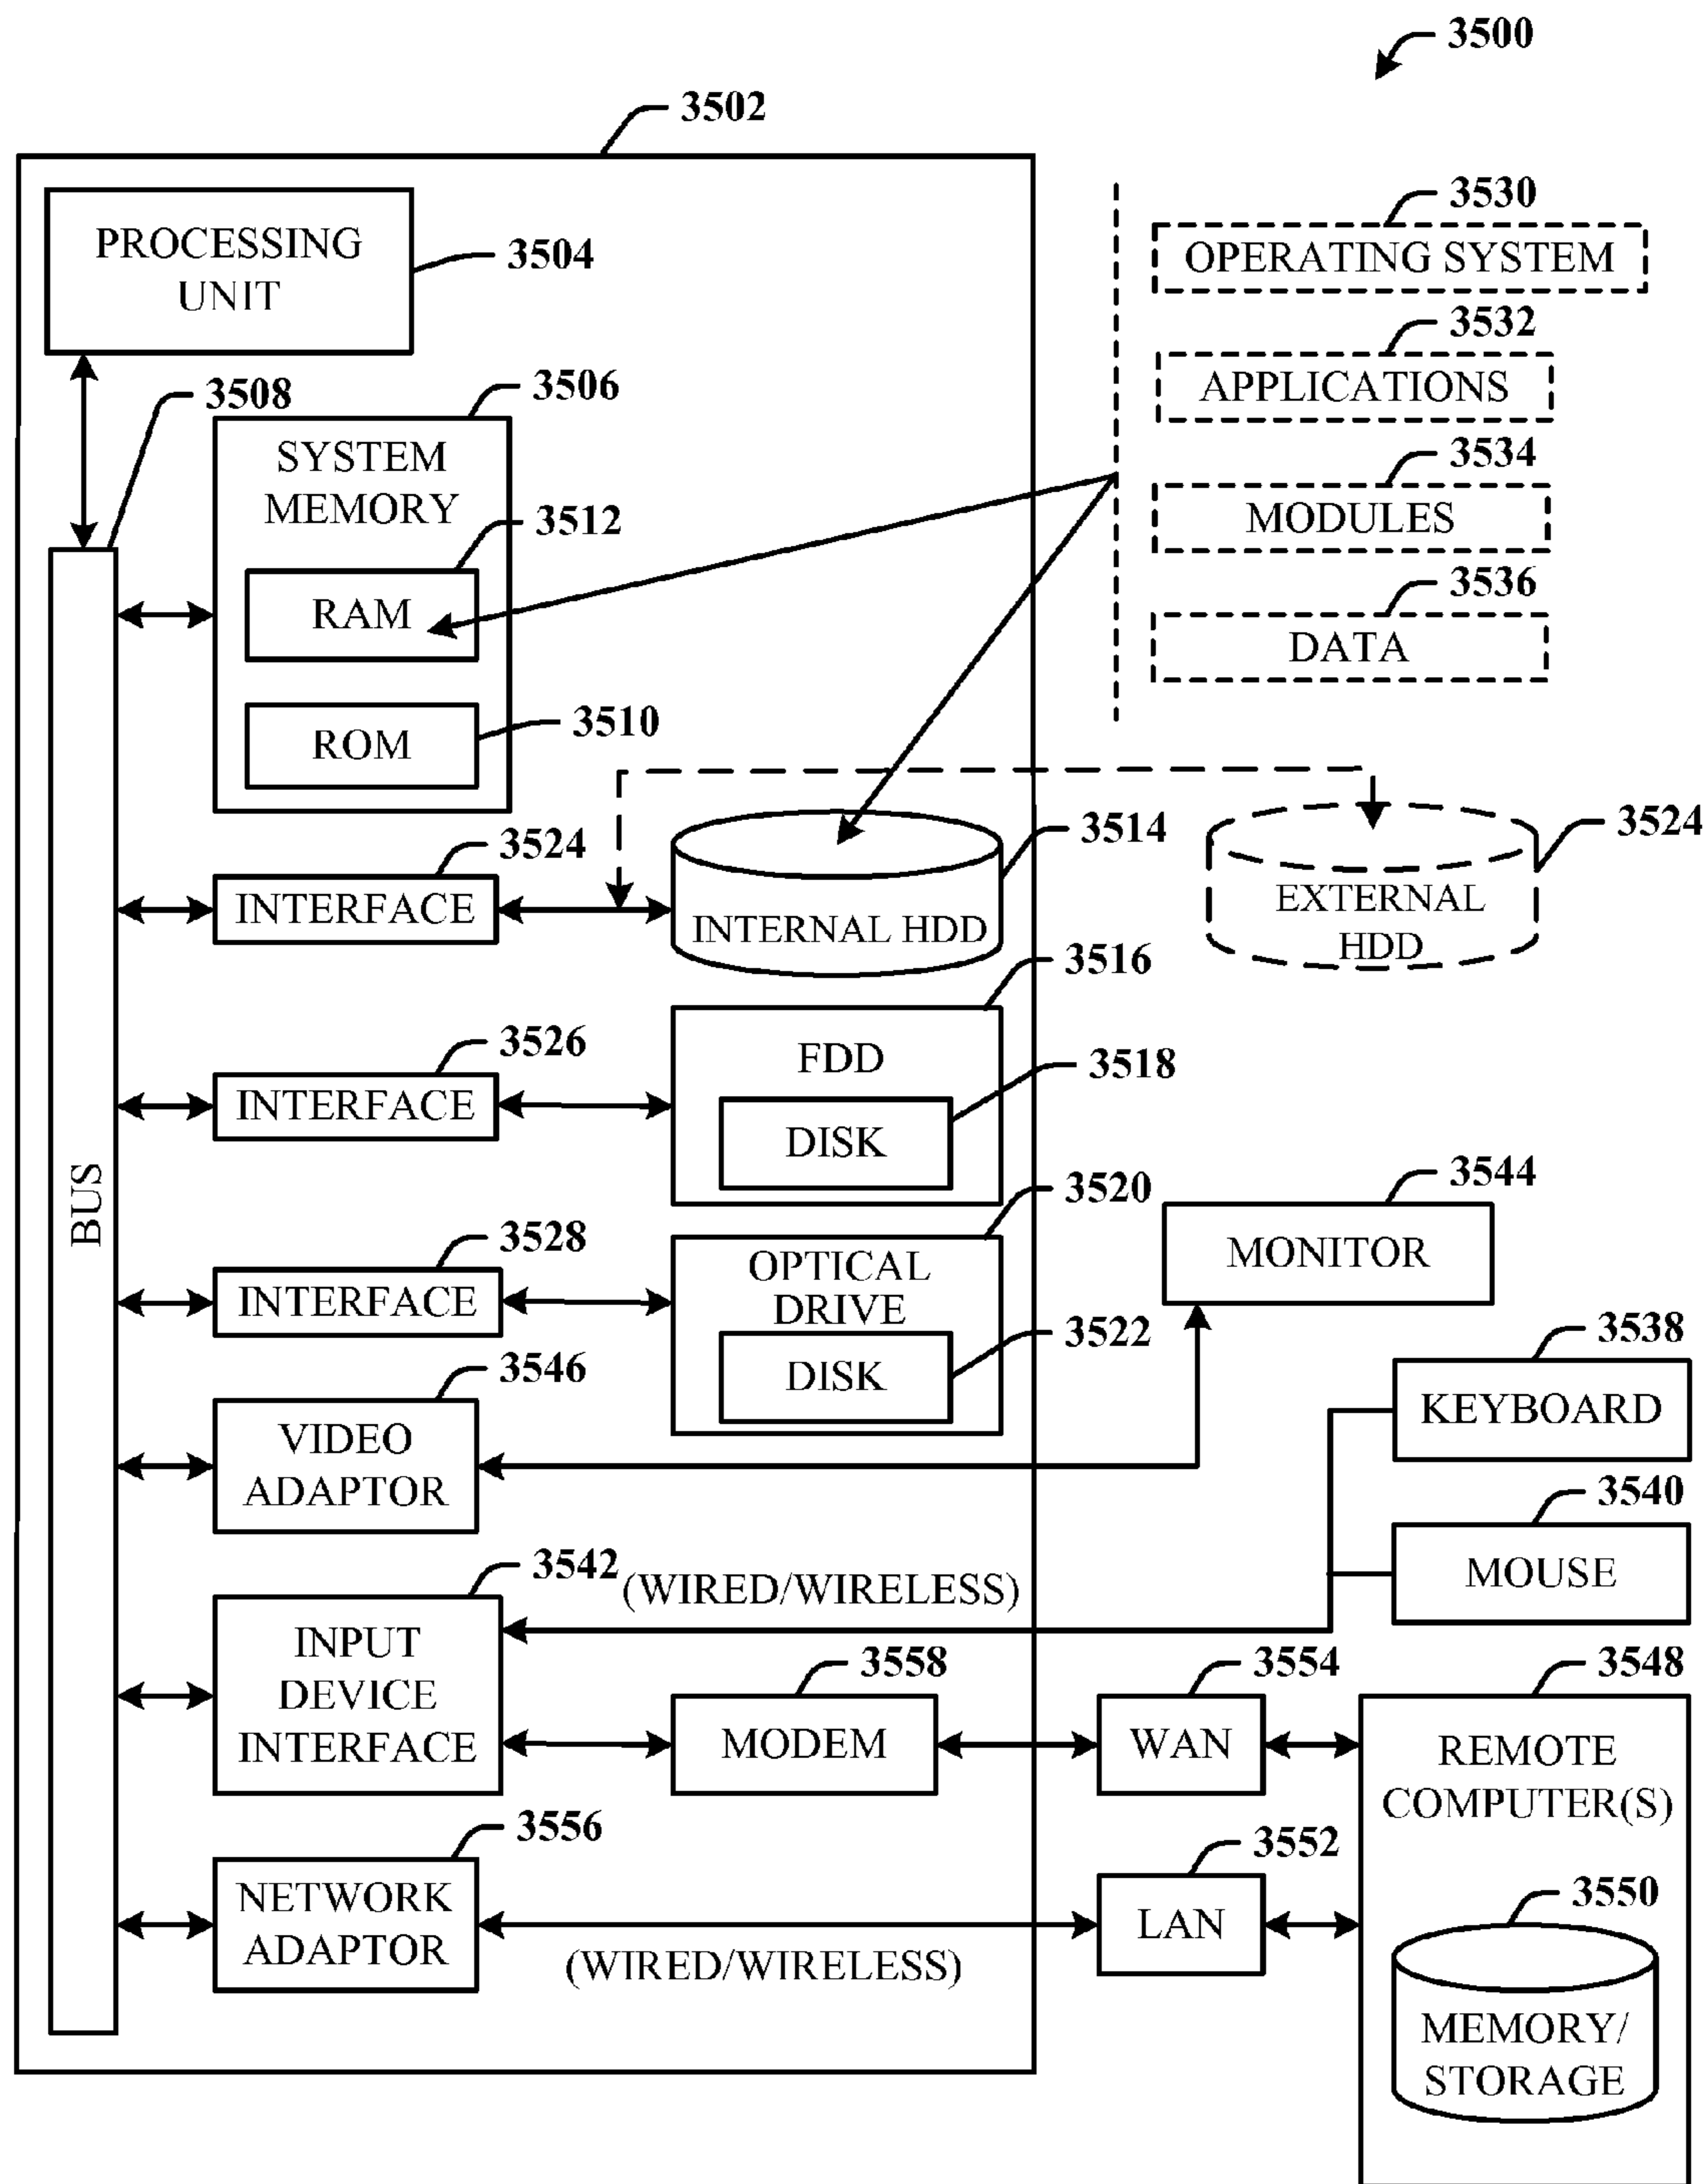 3500
3502
PROCESSING
UNIT
3504
3530
OPERATING SYSTEM
3532
APPLICATIONS
3534
MODULES
3536
DATA
3508
3506
SYSTEM
MEMORY
3512
RAM
3510
ROM
3524
INTERFACE
3514
INTERNAL HDD
3524
EXTERNAL
HDD
3516
FDD
3526
INTERFACE
3518
DISK
BUS
3520
OPTICAL
DRIVE
3528
INTERFACE
3522
DISK
3544
MONITOR
3546
VIDEO
ADAPTOR
3538
KEYBOARD
3540
MOUSE
3542
(WIRED/WIRELESS)
INPUT
DEVICE
INTERFACE
3558
MODEM
3554
WAN
3548
REMOTE
COMPUTER(S)
3556
NETWORK
ADAPTOR
(WIRED/WIRELESS)
3552
LAN
3550
MEMORY/
STORAGE